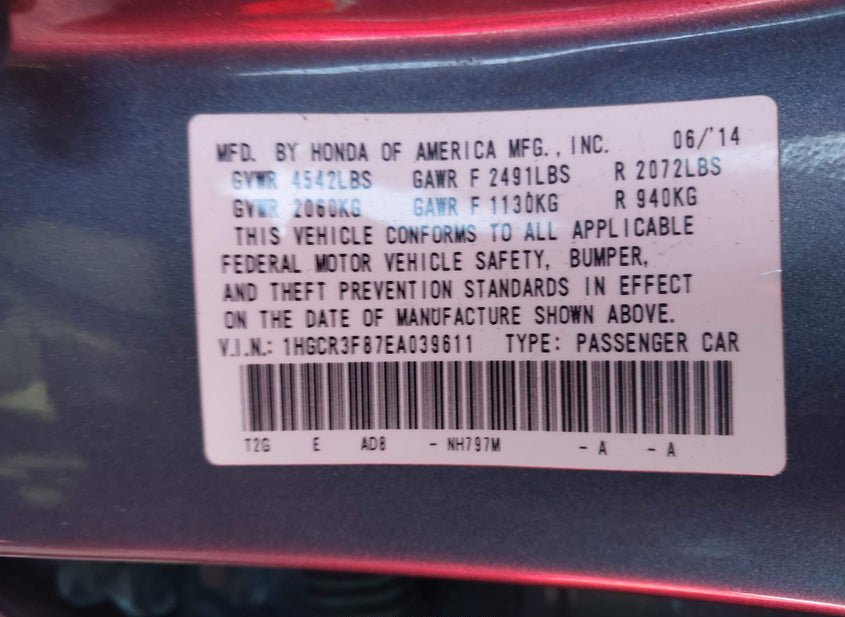 MFD. BY HONDA OF AMERICA MFG., INC. 06/'14
GVWR 4542LBS GAWR F 2491LBS R 2072LBS
GVWR 2060KG GAWR F 1130KG R 940KG
THIS VEHICLE CONFORMS TO ALL APPLICABLE
FEDERAL MOTOR VEHICLE SAFETY, BUMPER,
AND THEFT PREVENTION STANDARDS IN EFFECT
ON THE DATE OF MANUFACTURE SHOWN ABOVE.
V.I.N.: 1HGCR3F87EA039611 TYPE: PASSENGER CAR
T2G E AD8 - NH797M - A - A